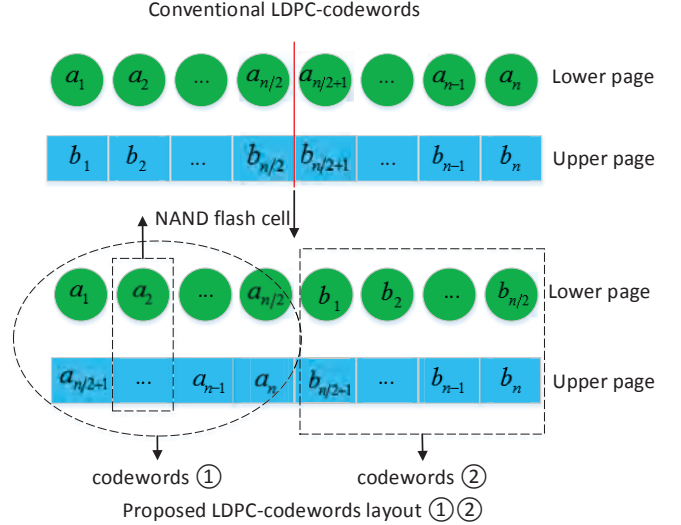 Conventional LDPC-codewords
a₁ a₂ ... aₙ/₂ aₙ/₂₊₁ ... aₙ₋₁ aₙ Lower page
b₁ b₂ ... bₙ/₂ bₙ/₂₊₁ ... bₙ₋₁ bₙ Upper page
NAND flash cell
a₁ a₂ ... aₙ/₂ b₁ b₂ ... bₙ/₂ Lower page
aₙ/₂₊₁ ... aₙ₋₁ aₙ bₙ/₂₊₁ ... bₙ₋₁ bₙ Upper page
codewords ① codewords ②
Proposed LDPC-codewords layout ①②